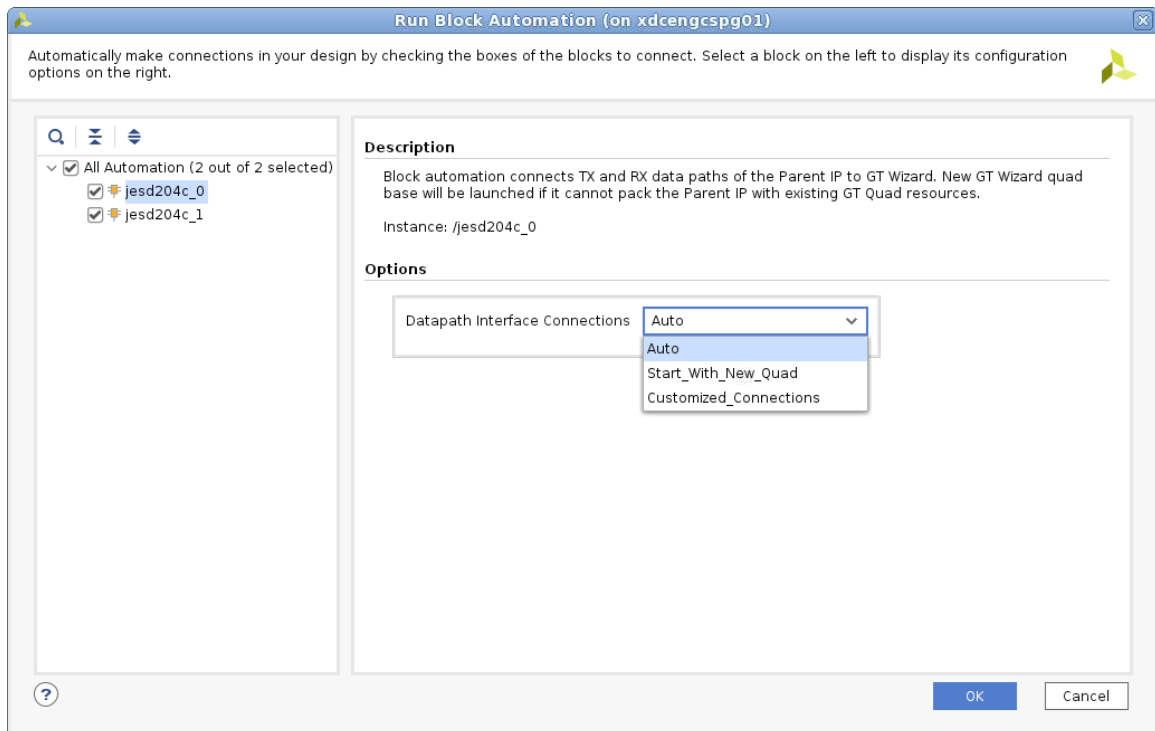 Run Block Automation (on xdcengcspg01)
Automatically make connections in your design by checking the boxes of the blocks to connect. Select a block on the left to display its configuration
options on the right.
All Automation (2 out of 2 selected)
jesd204c_0
jesd204c_1
Description
Block automation connects TX and RX data paths of the Parent IP to GT Wizard. New GT Wizard quad
base will be launched if it cannot pack the Parent IP with existing GT Quad resources.
Instance: /jesd204c_0
Options
Datapath Interface Connections Auto
Auto
Start_With_New_Quad
Customized_Connections
?
OK
Cancel